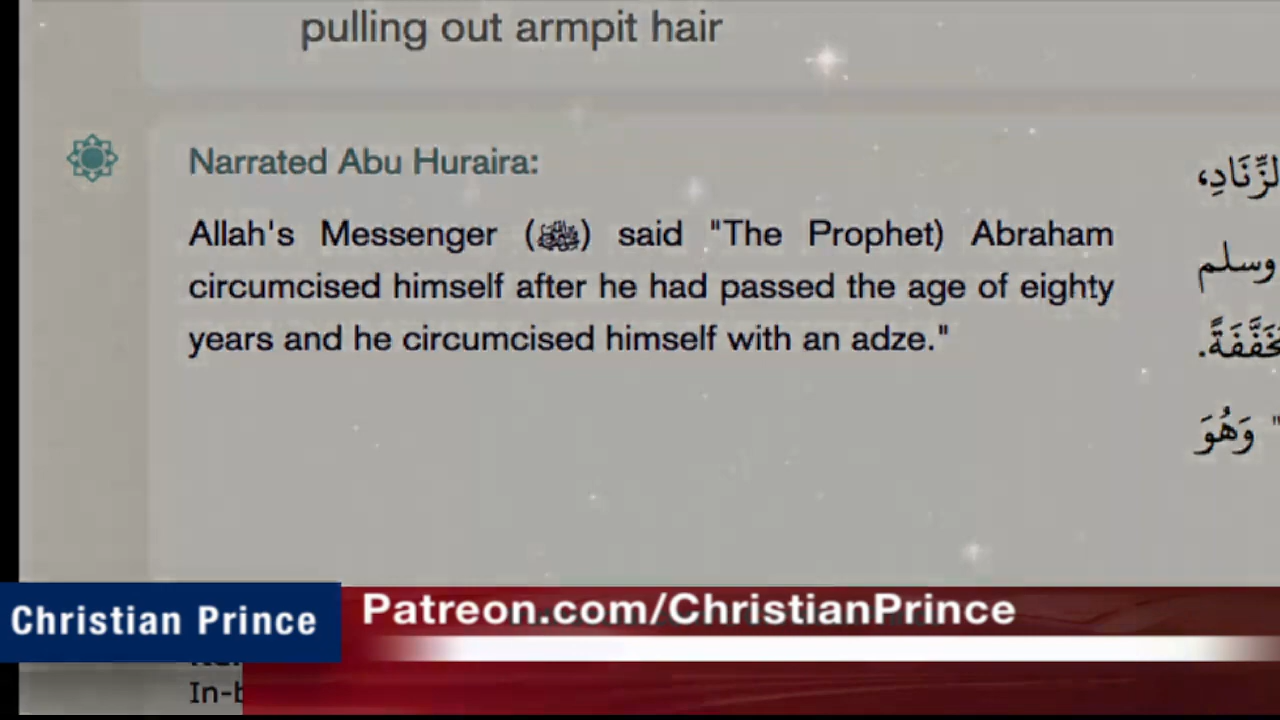 pulling out armpit hair
Narrated Abu Huraira:
Allah's Messenger (ﷺ) said "The Prophet) Abraham
circumcised himself after he had passed the age of eighty
years and he circumcised himself with an adze."
لزِّنَادِ،
وسلم
خَفَّفَةً.
" وَهُوَ
Christian Prince
Patreon.com/ChristianPrince
In-b